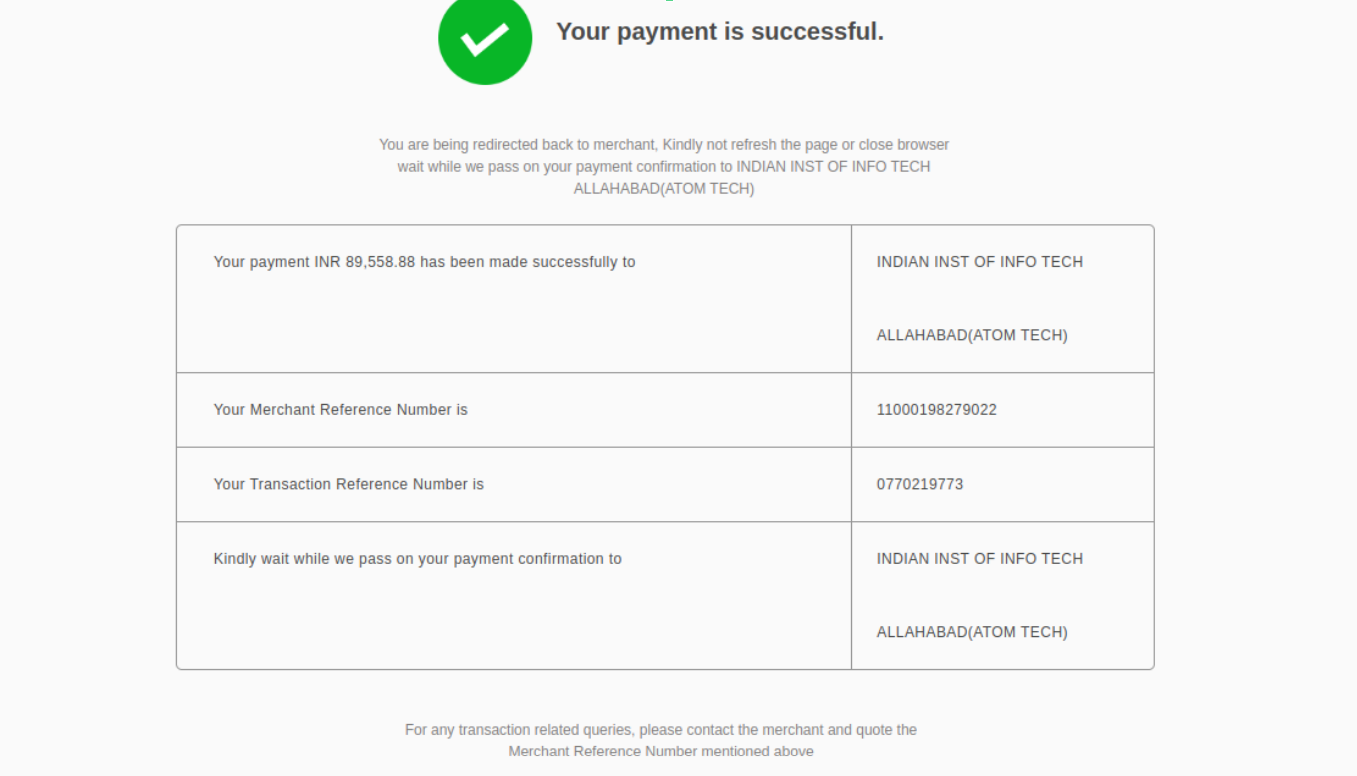 Your payment is successful.
You are being redirected back to merchant, Kindly not refresh the page or close browser
wait while we pass on your payment confirmation to INDIAN INST OF INFO TECH
ALLAHABAD(ATOM TECH)
Your payment INR 89,558.88 has been made successfully to
INDIAN INST OF INFO TECH
ALLAHABAD(ATOM TECH)
Your Merchant Reference Number is
11000198279022
Your Transaction Reference Number is
0770219773
Kindly wait while we pass on your payment confirmation to
INDIAN INST OF INFO TECH
ALLAHABAD(ATOM TECH)
For any transaction related queries, please contact the merchant and quote the
Merchant Reference Number mentioned above